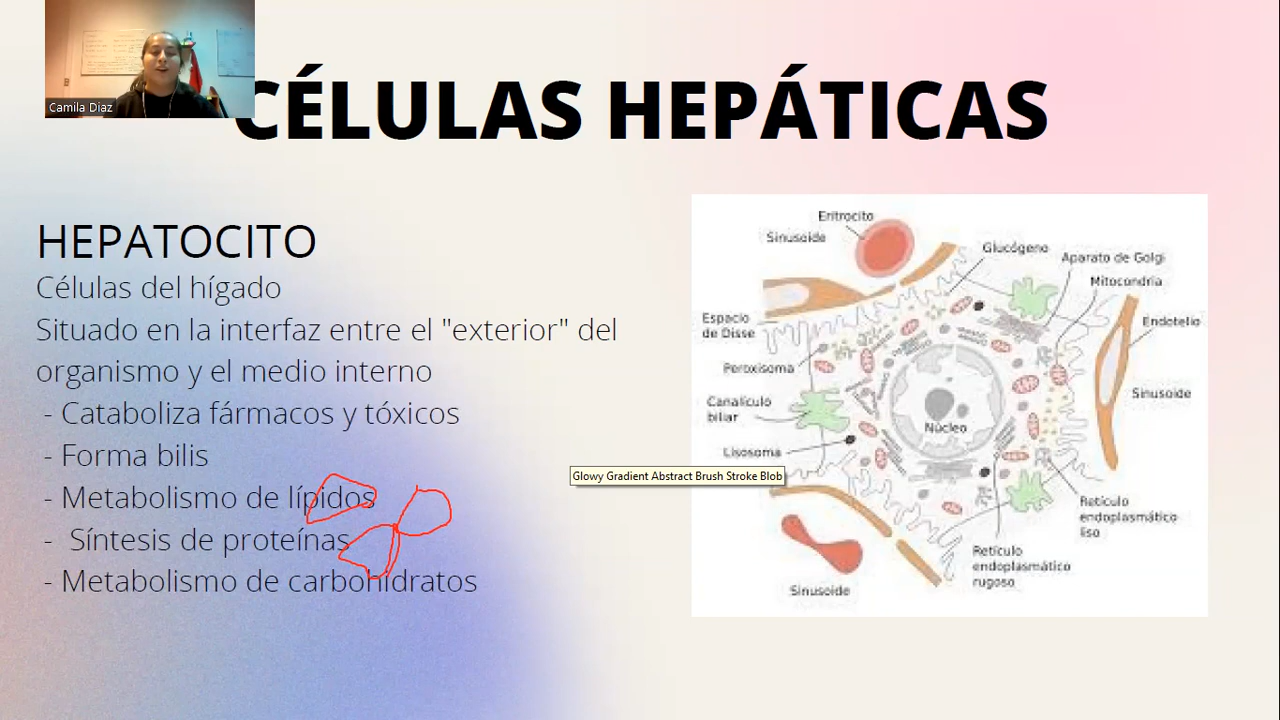 Camila Diaz
CÉLULAS HEPÁTICAS
HEPATOCITO
Células del hígado
Situado en la interfaz entre el "exterior" del
organismo y el medio interno
- Cataboliza fármacos y tóxicos
- Forma bilis
- Metabolismo de lípidos
- Síntesis de proteínas
- Metabolismo de carbohidratos
Glowy Gradient Abstract Brush Stroke Blob
Eritrocito
Sinusoide
Glucógeno
Aparato de Golgi
Mitocondria
Espacio
de Disse
Endotelio
Peroxisoma
Sinusoide
Canalículo
biliar
Núcleo
Lisosoma
Retículo
endoplasmático
liso
Retículo
endoplasmático
rugoso
Sinusoide